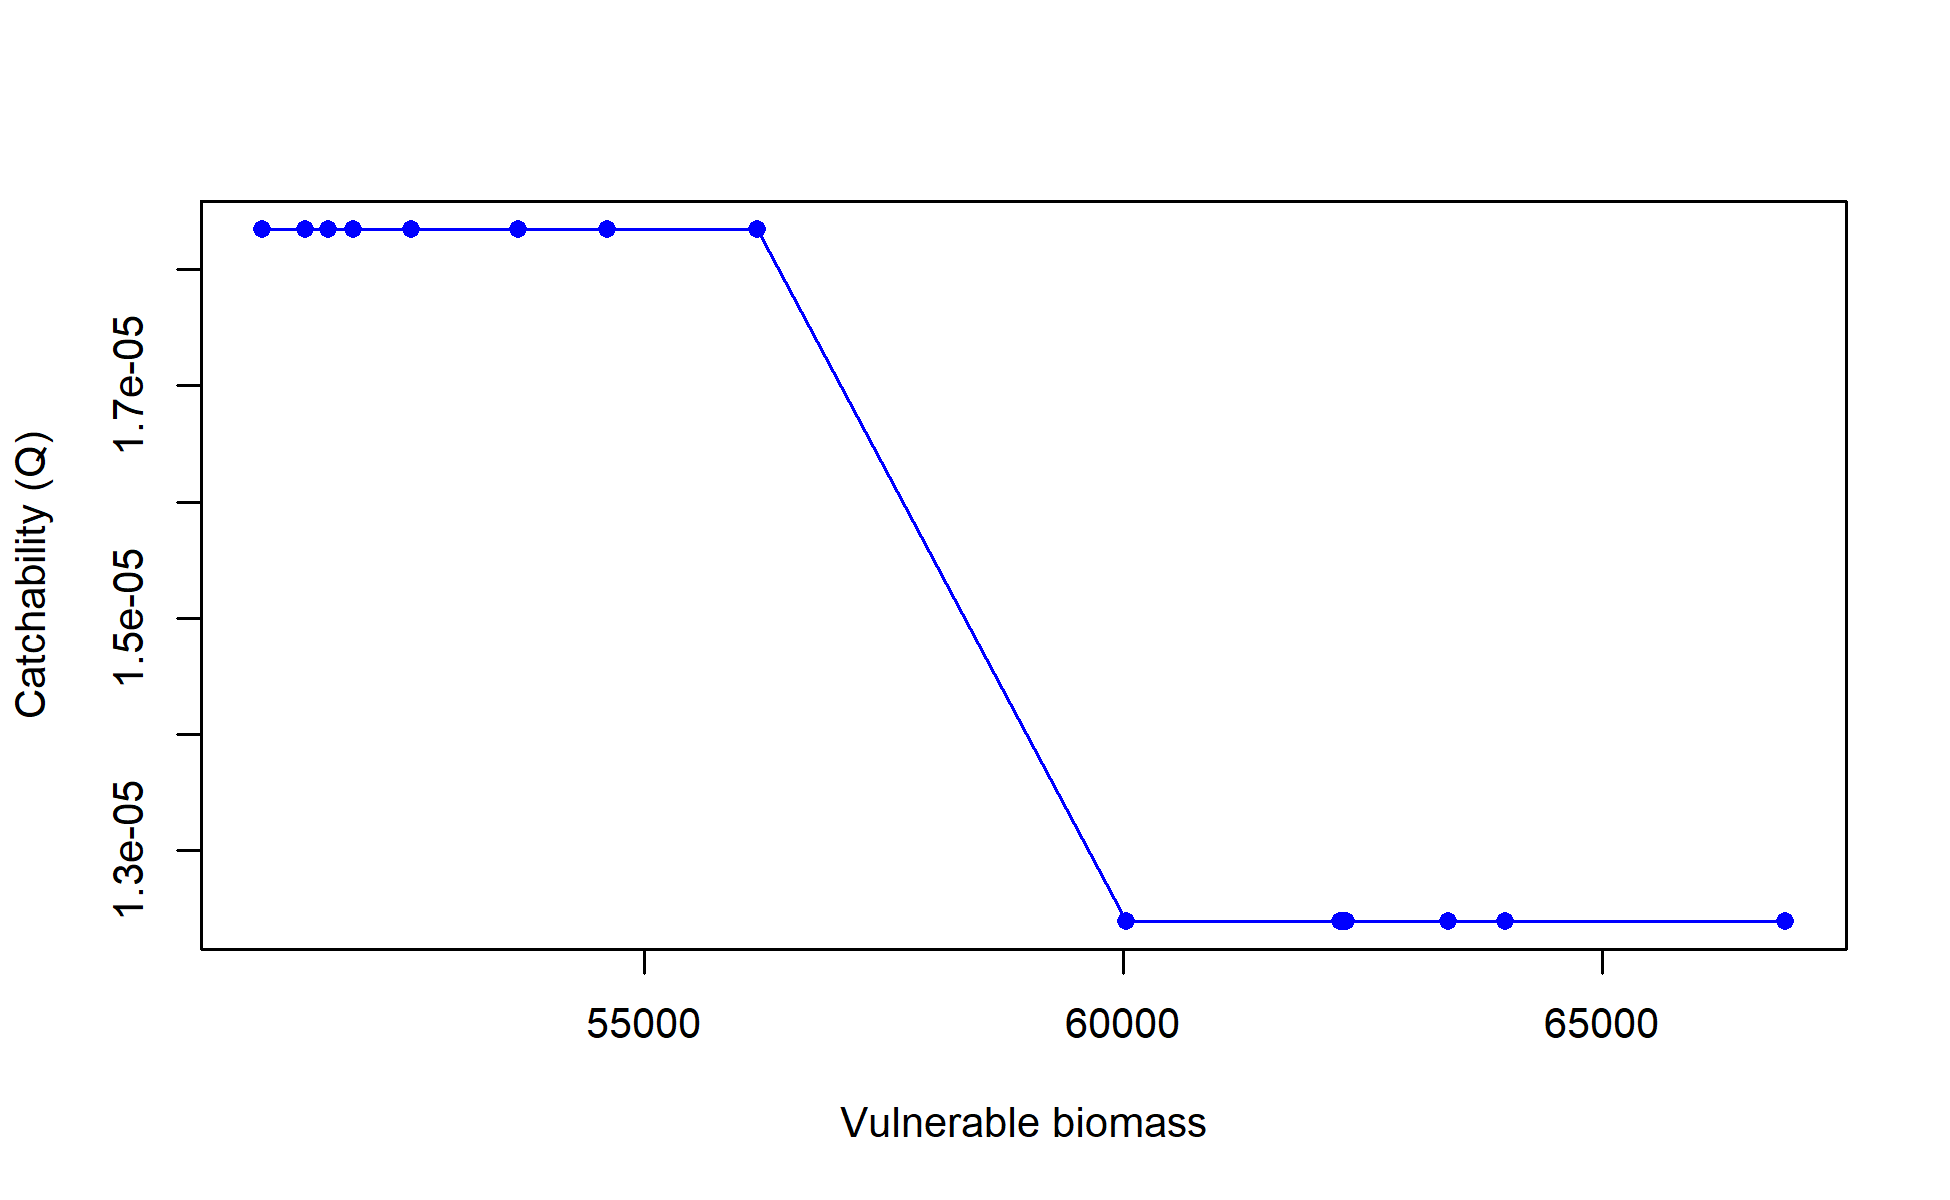 Catchability (Q)
1.7e-05
1.5e-05
1.3e-05
55000 60000 65000
Vulnerable biomass